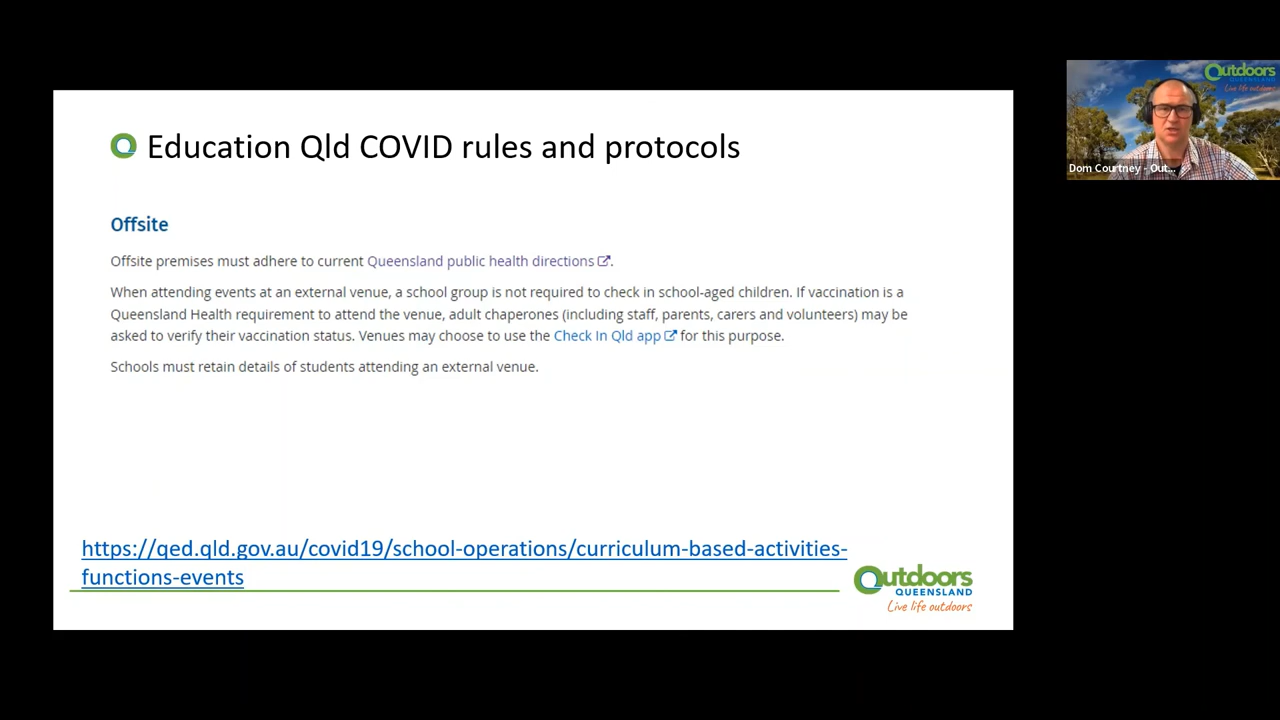 Education Qld COVID rules and protocols
Offsite
Offsite premises must adhere to current Queensland public health directions.
When attending events at an external venue, a school group is not required to check in school-aged children. If vaccination is a
Queensland Health requirement to attend the venue, adult chaperones (including staff, parents, carers and volunteers) may be
asked to verify their vaccination status. Venues may choose to use the Check In Qld app for this purpose.
Schools must retain details of students attending an external venue.
https://qed.qld.gov.au/covid19/school-operations/curriculum-based-activities-
functions-events
Outdoors
QUEENSLAND
Live life outdoors
Outdoors
QUEENSLAND
Live life outdoors
Dom Courtney - Out...